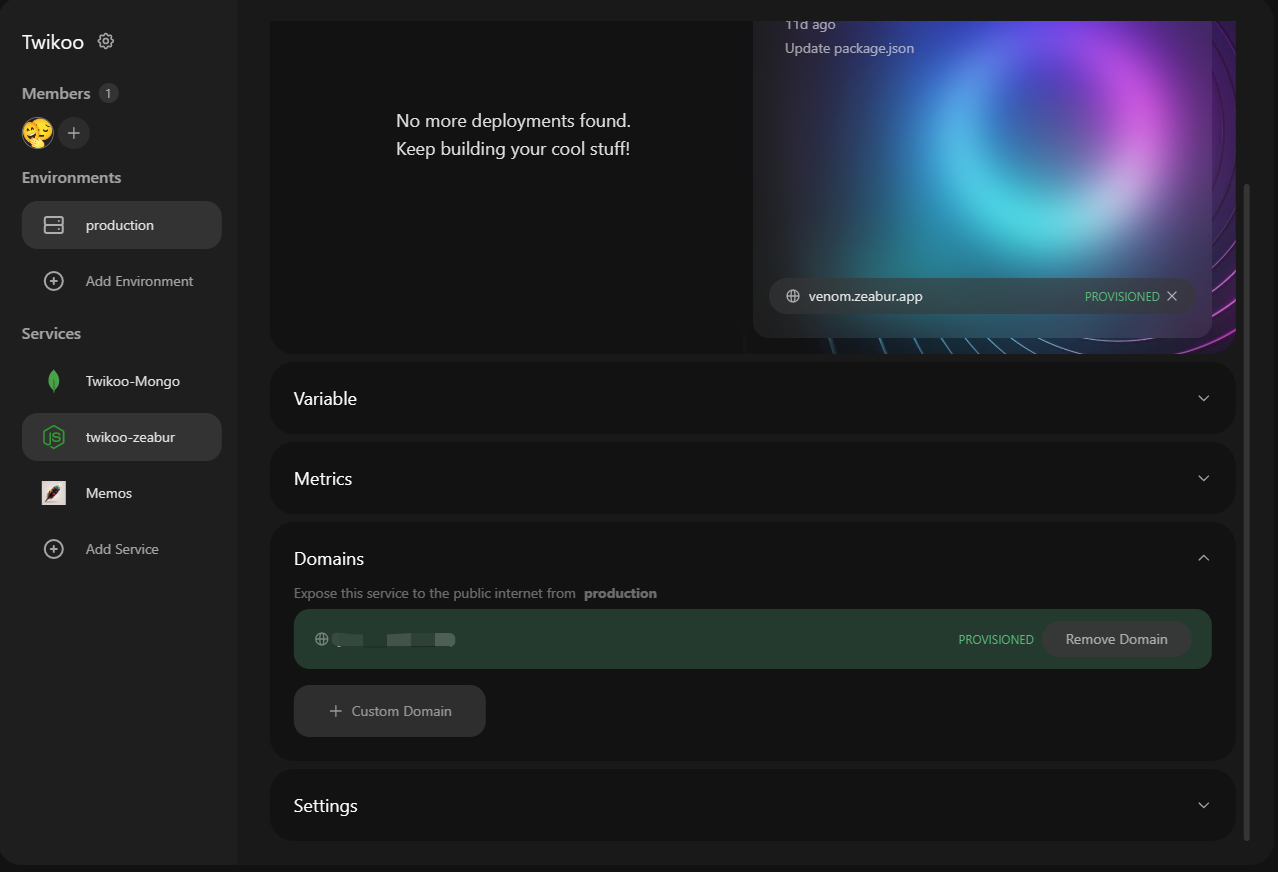 Twikoo
Members 1
Environments
production
Add Environment
Services
Twikoo-Mongo
twikoo-zeabur
Memos
Add Service
No more deployments found.
Keep building your cool stuff!
11d ago
Update package.json
venom.zeabur.app PROVISIONED
Variable
Metrics
Domains
Expose this service to the public internet from production
PROVISIONED Remove Domain
Custom Domain
Settings